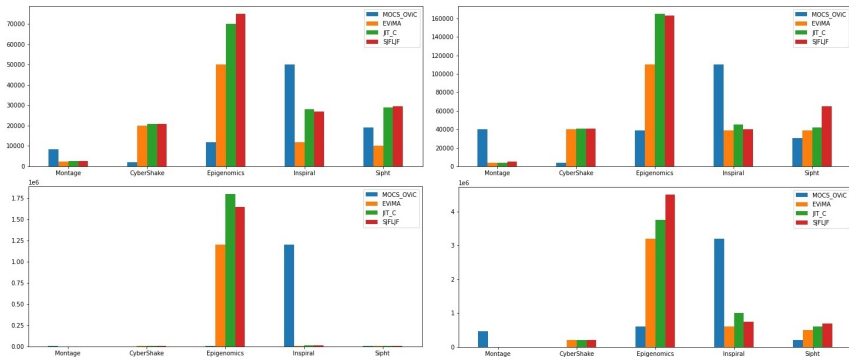 70000
60000
50000
40000
30000
20000
10000
0
Montage CyberShake Epigenomics Inspiral Sipht
MOCS_OViC
EViMA
JIT_C
SJFLJF
160000
140000
120000
100000
80000
60000
40000
20000
0
Montage CyberShake Epigenomics Inspiral Sipht
MOCS_OViC
EViMA
JIT_C
SJFLJF
1e6
1.75
1.50
1.25
1.00
0.75
0.50
0.25
0.00
Montage CyberShake Epigenomics Inspiral Sipht
MOCS_OViC
EViMA
JIT_C
SJFLJF
1e6
4
3
2
1
0
Montage CyberShake Epigenomics Inspiral Sipht
MOCS_OViC
EViMA
JIT_C
SJFLJF